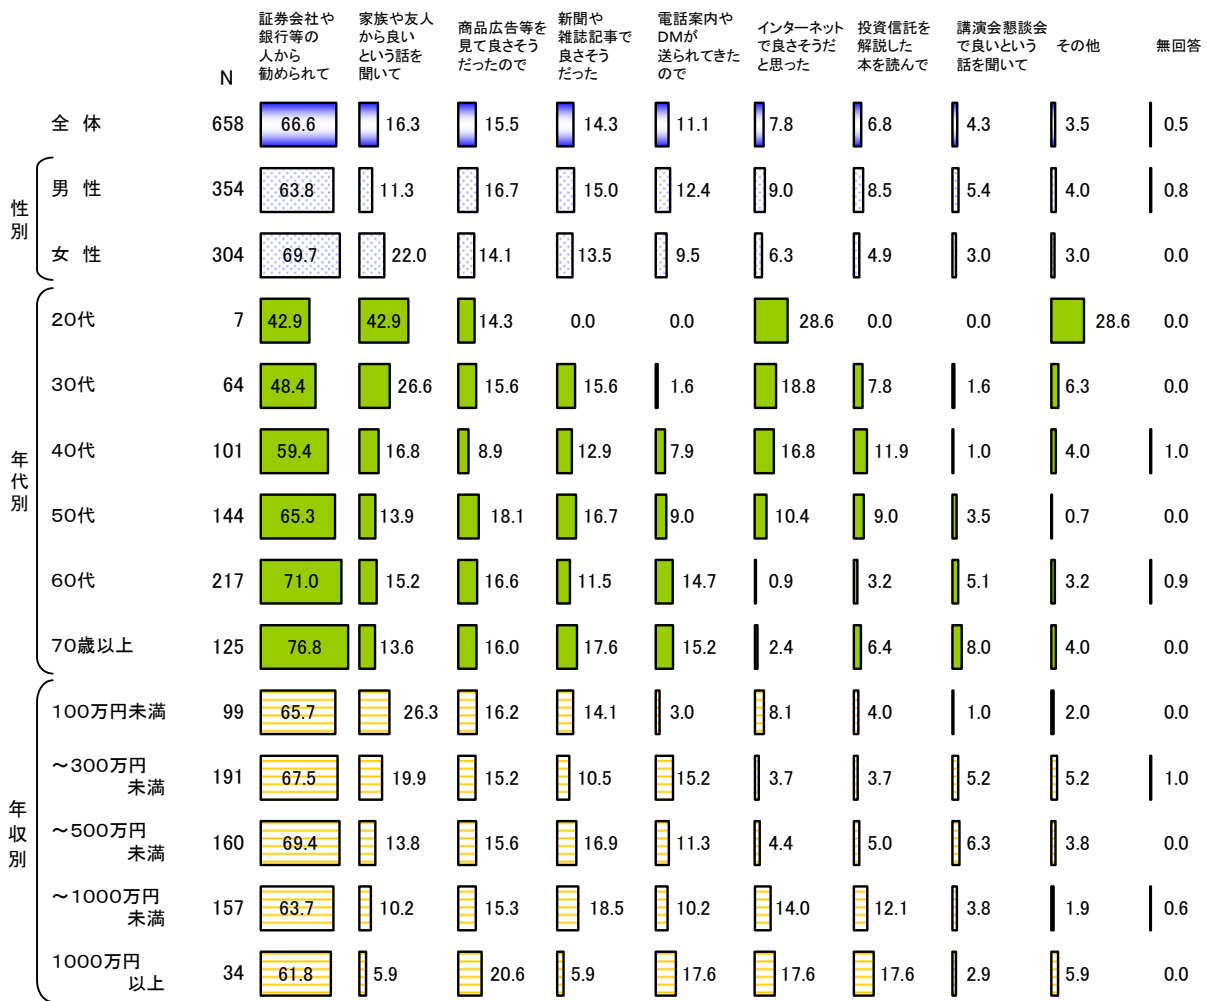 証券会社や
銀行等の
人から
勧められて
家族や友人
から良い
という話を
聞いて
商品広告等を
見て良さそう
だったので
新聞や
雑誌記事で
良さそう
だった
電話案内や
DMが
送られてきた
ので
インターネット
で良さそうだ
と思った
投資信託を
解説した
本を読んで
講演会懇談会
で良いという
話を聞いて
その他
無回答
N
全 体 658 66.6 16.3 15.5 14.3 11.1 7.8 6.8 4.3 3.5 0.5
性別
男 性 354 63.8 11.3 16.7 15.0 12.4 9.0 8.5 5.4 4.0 0.8
女 性 304 69.7 22.0 14.1 13.5 9.5 6.3 4.9 3.0 3.0 0.0
年代別
20代 7 42.9 42.9 14.3 0.0 0.0 28.6 0.0 0.0 28.6 0.0
30代 64 48.4 26.6 15.6 15.6 1.6 18.8 7.8 1.6 6.3 0.0
40代 101 59.4 16.8 8.9 12.9 7.9 16.8 11.9 1.0 4.0 1.0
50代 144 65.3 13.9 18.1 16.7 9.0 10.4 9.0 3.5 0.7 0.0
60代 217 71.0 15.2 16.6 11.5 14.7 0.9 3.2 5.1 3.2 0.9
70歳以上 125 76.8 13.6 16.0 17.6 15.2 2.4 6.4 8.0 4.0 0.0
年収別
100万円未満 99 65.7 26.3 16.2 14.1 3.0 8.1 4.0 1.0 2.0 0.0
～300万円
未満 191 67.5 19.9 15.2 10.5 15.2 3.7 3.7 5.2 5.2 1.0
～500万円
未満 160 69.4 13.8 15.6 16.9 11.3 4.4 5.0 6.3 3.8 0.0
～1000万円
未満 157 63.7 10.2 15.3 18.5 10.2 14.0 12.1 3.8 1.9 0.6
1000万円
以上 34 61.8 5.9 20.6 5.9 17.6 17.6 17.6 2.9 5.9 0.0